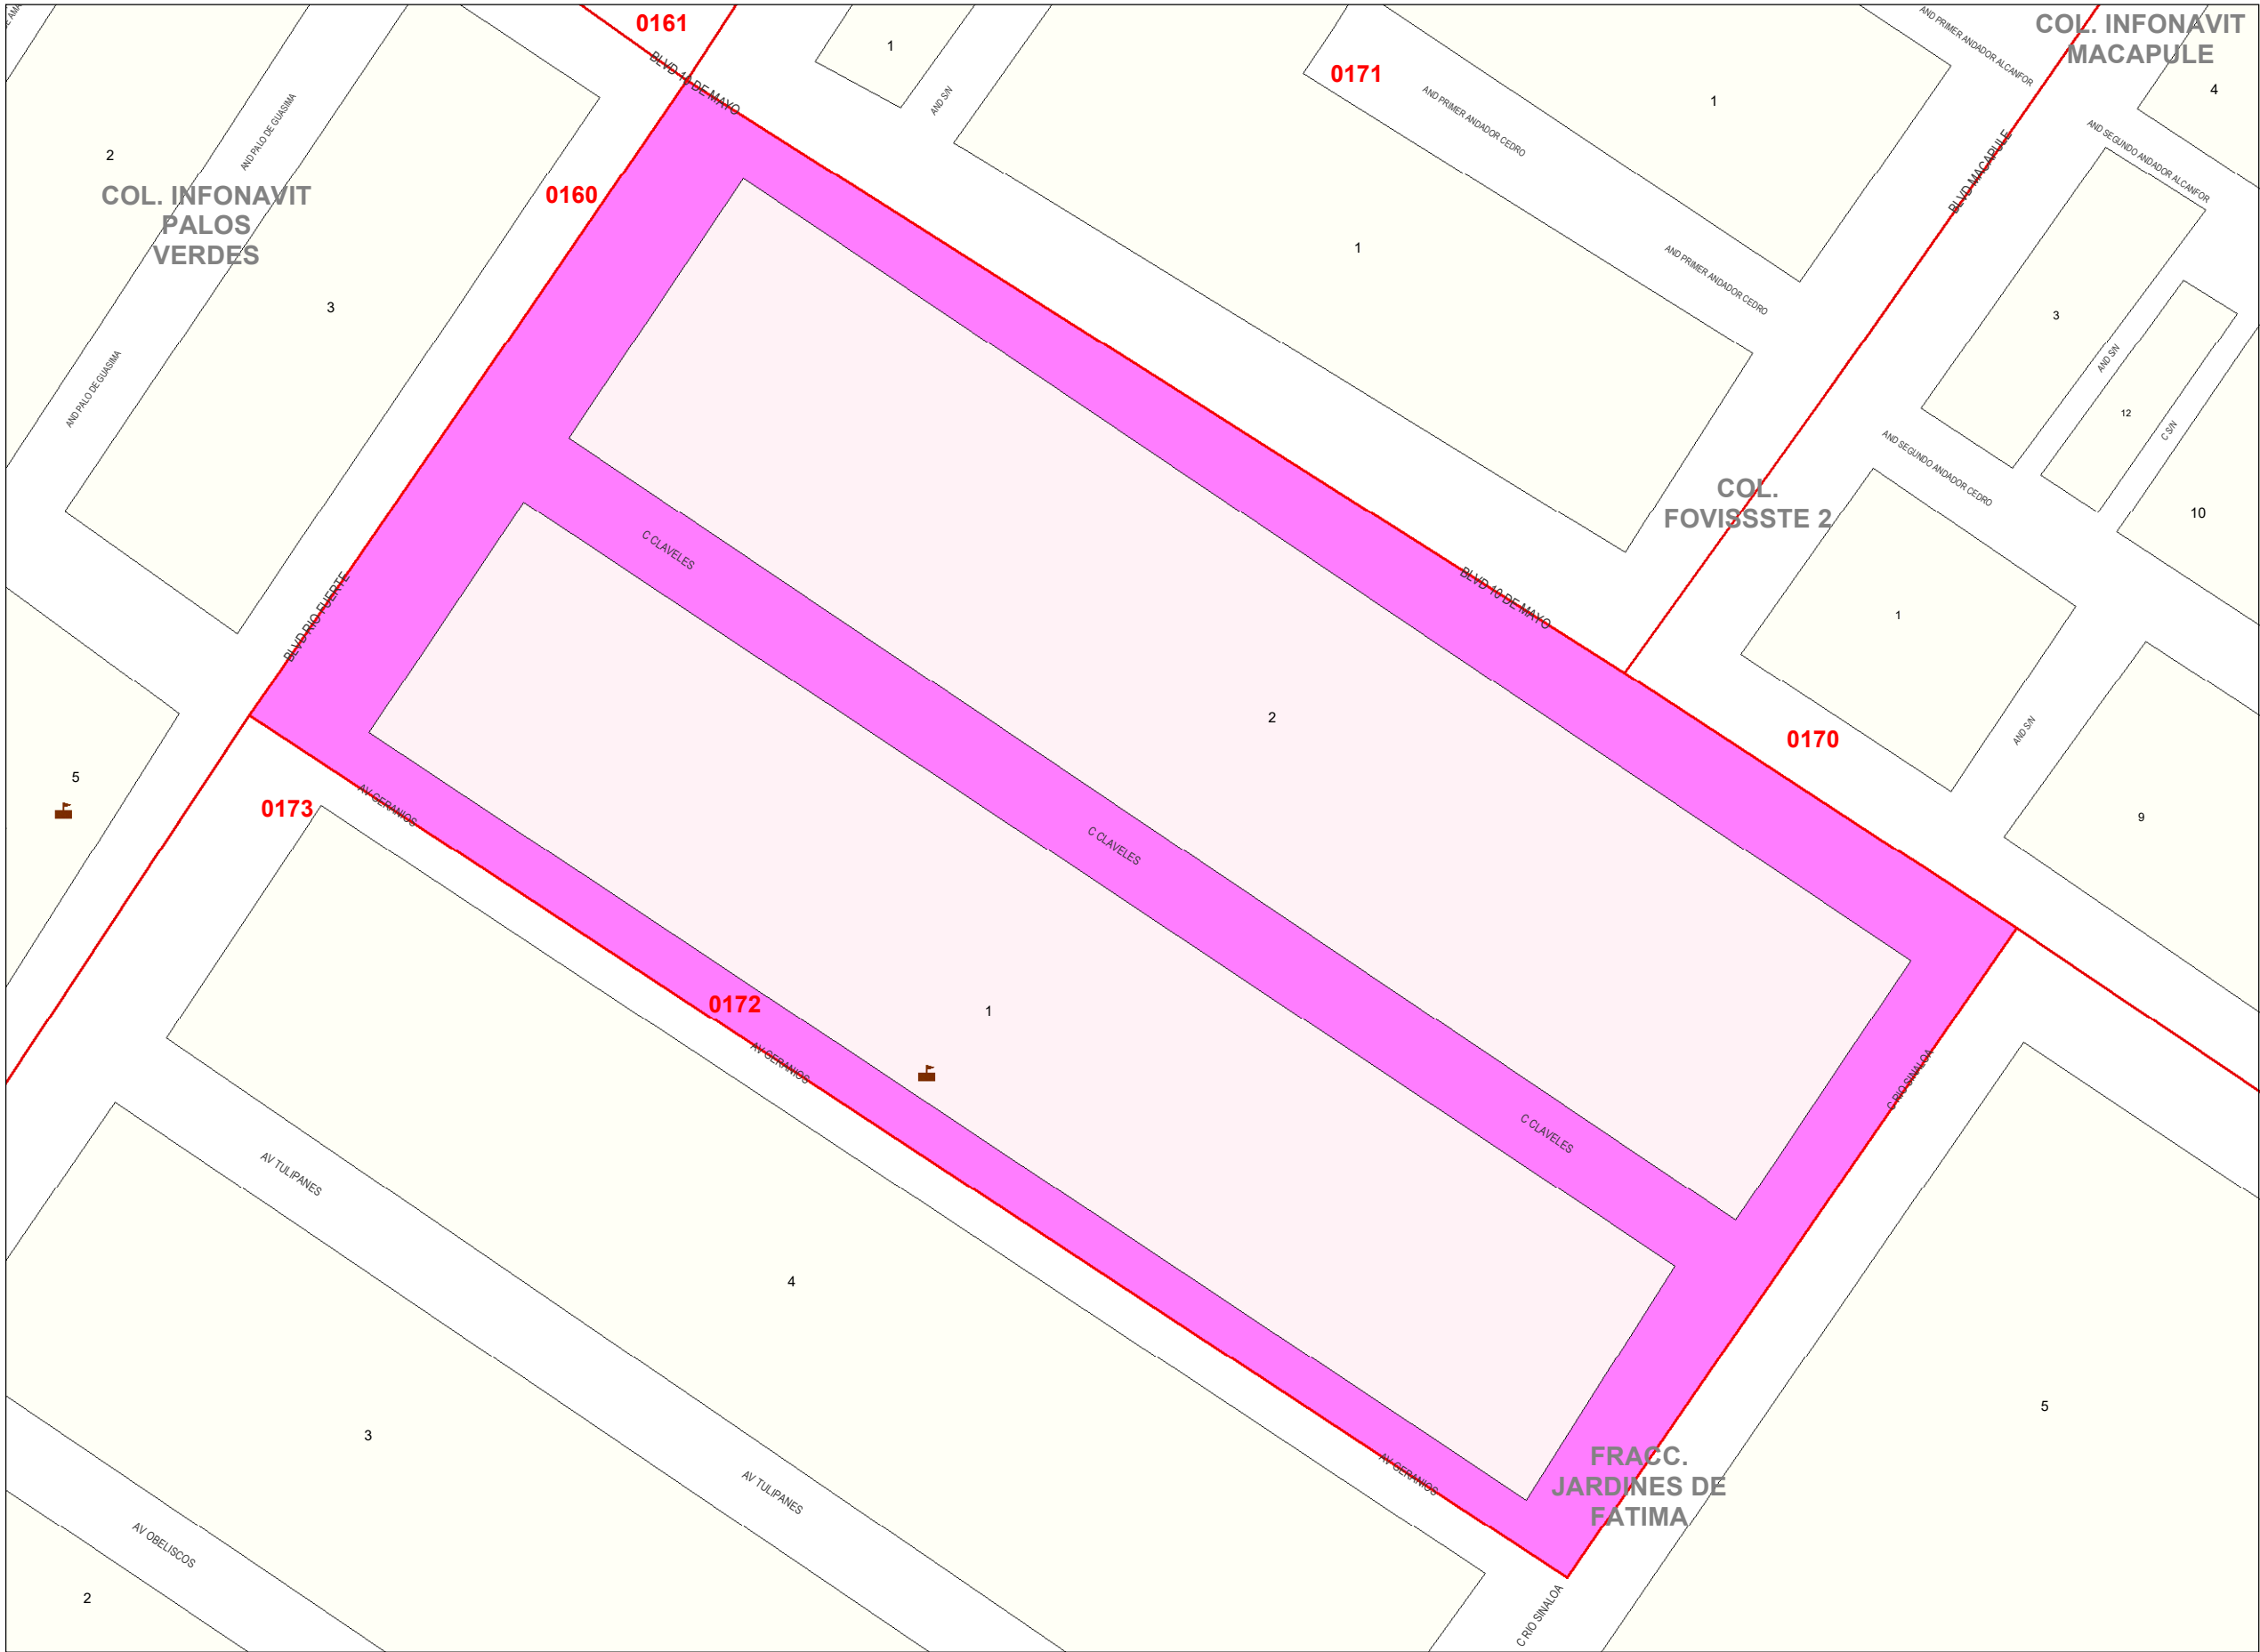 0161
COL. INFONAVIT
MACAPULE
1
BLVD 10 DE MAYO
0171
AND PRIMER ANDADOR ALCANFOR
1
4
AND S/N
AND PRIMER ANDADOR CEDRO
AND PALO DE GUASIMA
2
BLVD MACAPULE
AND SEGUNDO ANDADOR ALCANFOR
COL. INFONAVIT
PALOS
VERDES
0160
1
AND PRIMER ANDADOR CEDRO
3
3
AND S/N
AND PALO DE GUASIMA
12
C S/N
AND SEGUNDO ANDADOR CEDRO
COL.
FOVISSSTE 2
10
C CLAVELES
BLVD RIO FUERTE
BLVD 10 DE MAYO
1
2
AND S/N
0170
5
0173
AV GERANIOS
9
C CLAVELES
0172
1
AV GERANIOS
C RIO SINALOA
C CLAVELES
AV TULIPANES
4
5
3
FRACC.
JARDINES DE
FATIMA
AV GERANIOS
AV TULIPANES
AV OBELISCOS
2
C RIO SINALOA